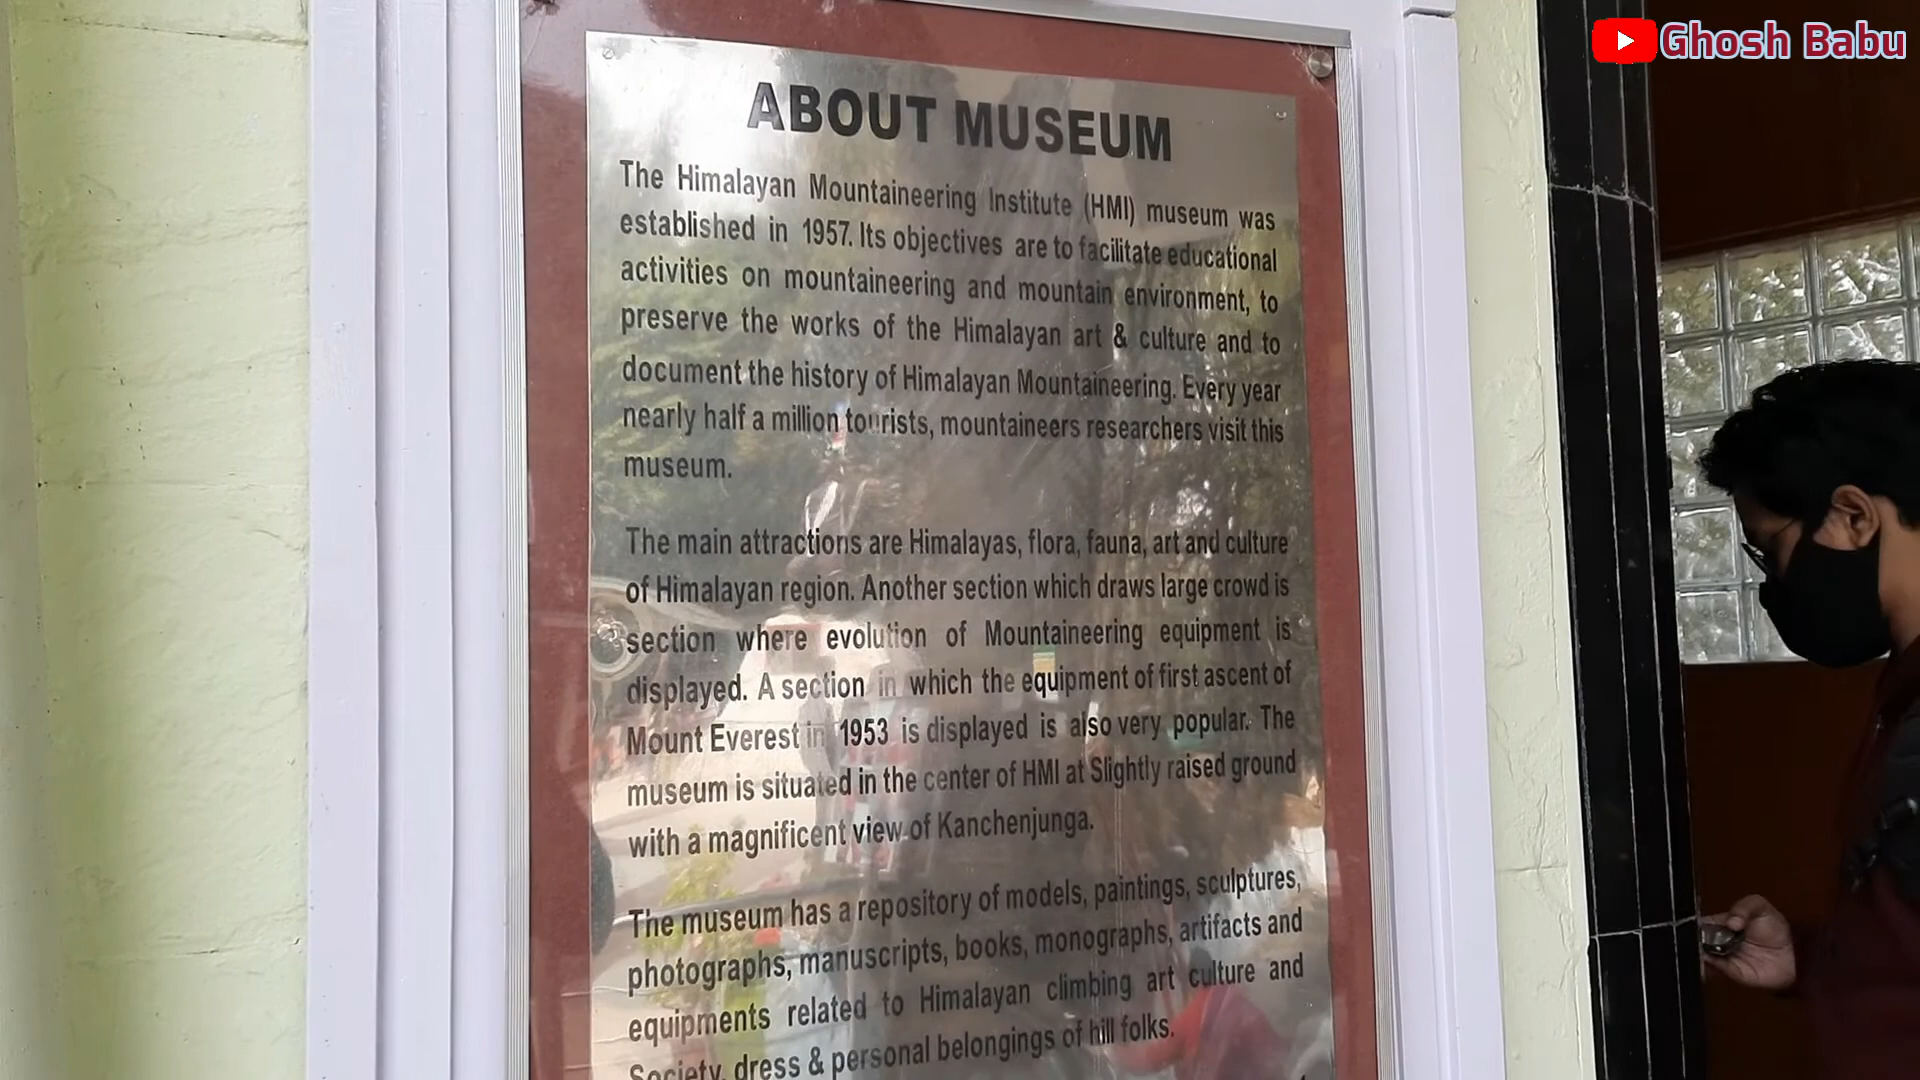 Ghosh Babu
ABOUT MUSEUM
The Himalayan Mountaineering Institute (HMI) museum was
established in 1957. Its objectives are to facilitate educational
activities on mountaineering and mountain environment, to
preserve the works of the Himalayan art & culture and to
document the history of Himalayan Mountaineering. Every year
nearly half a million tourists, mountaineers researchers visit this
museum.
The main attractions are Himalayas, flora, fauna, art and culture
of Himalayan region. Another section which draws large crowd is
section where evolution of Mountaineering equipment is
displayed. A section in which the equipment of first ascent of
Mount Everest in 1953 is displayed is also very popular. The
museum is situated in the center of HMI at Slightly raised ground
with a magnificent view of Kanchenjunga.
The museum has a repository of models, paintings, sculptures,
photographs, manuscripts, books, monographs, artifacts and
equipments related to Himalayan climbing art culture and
Society, dress & personal belongings of hill folks.